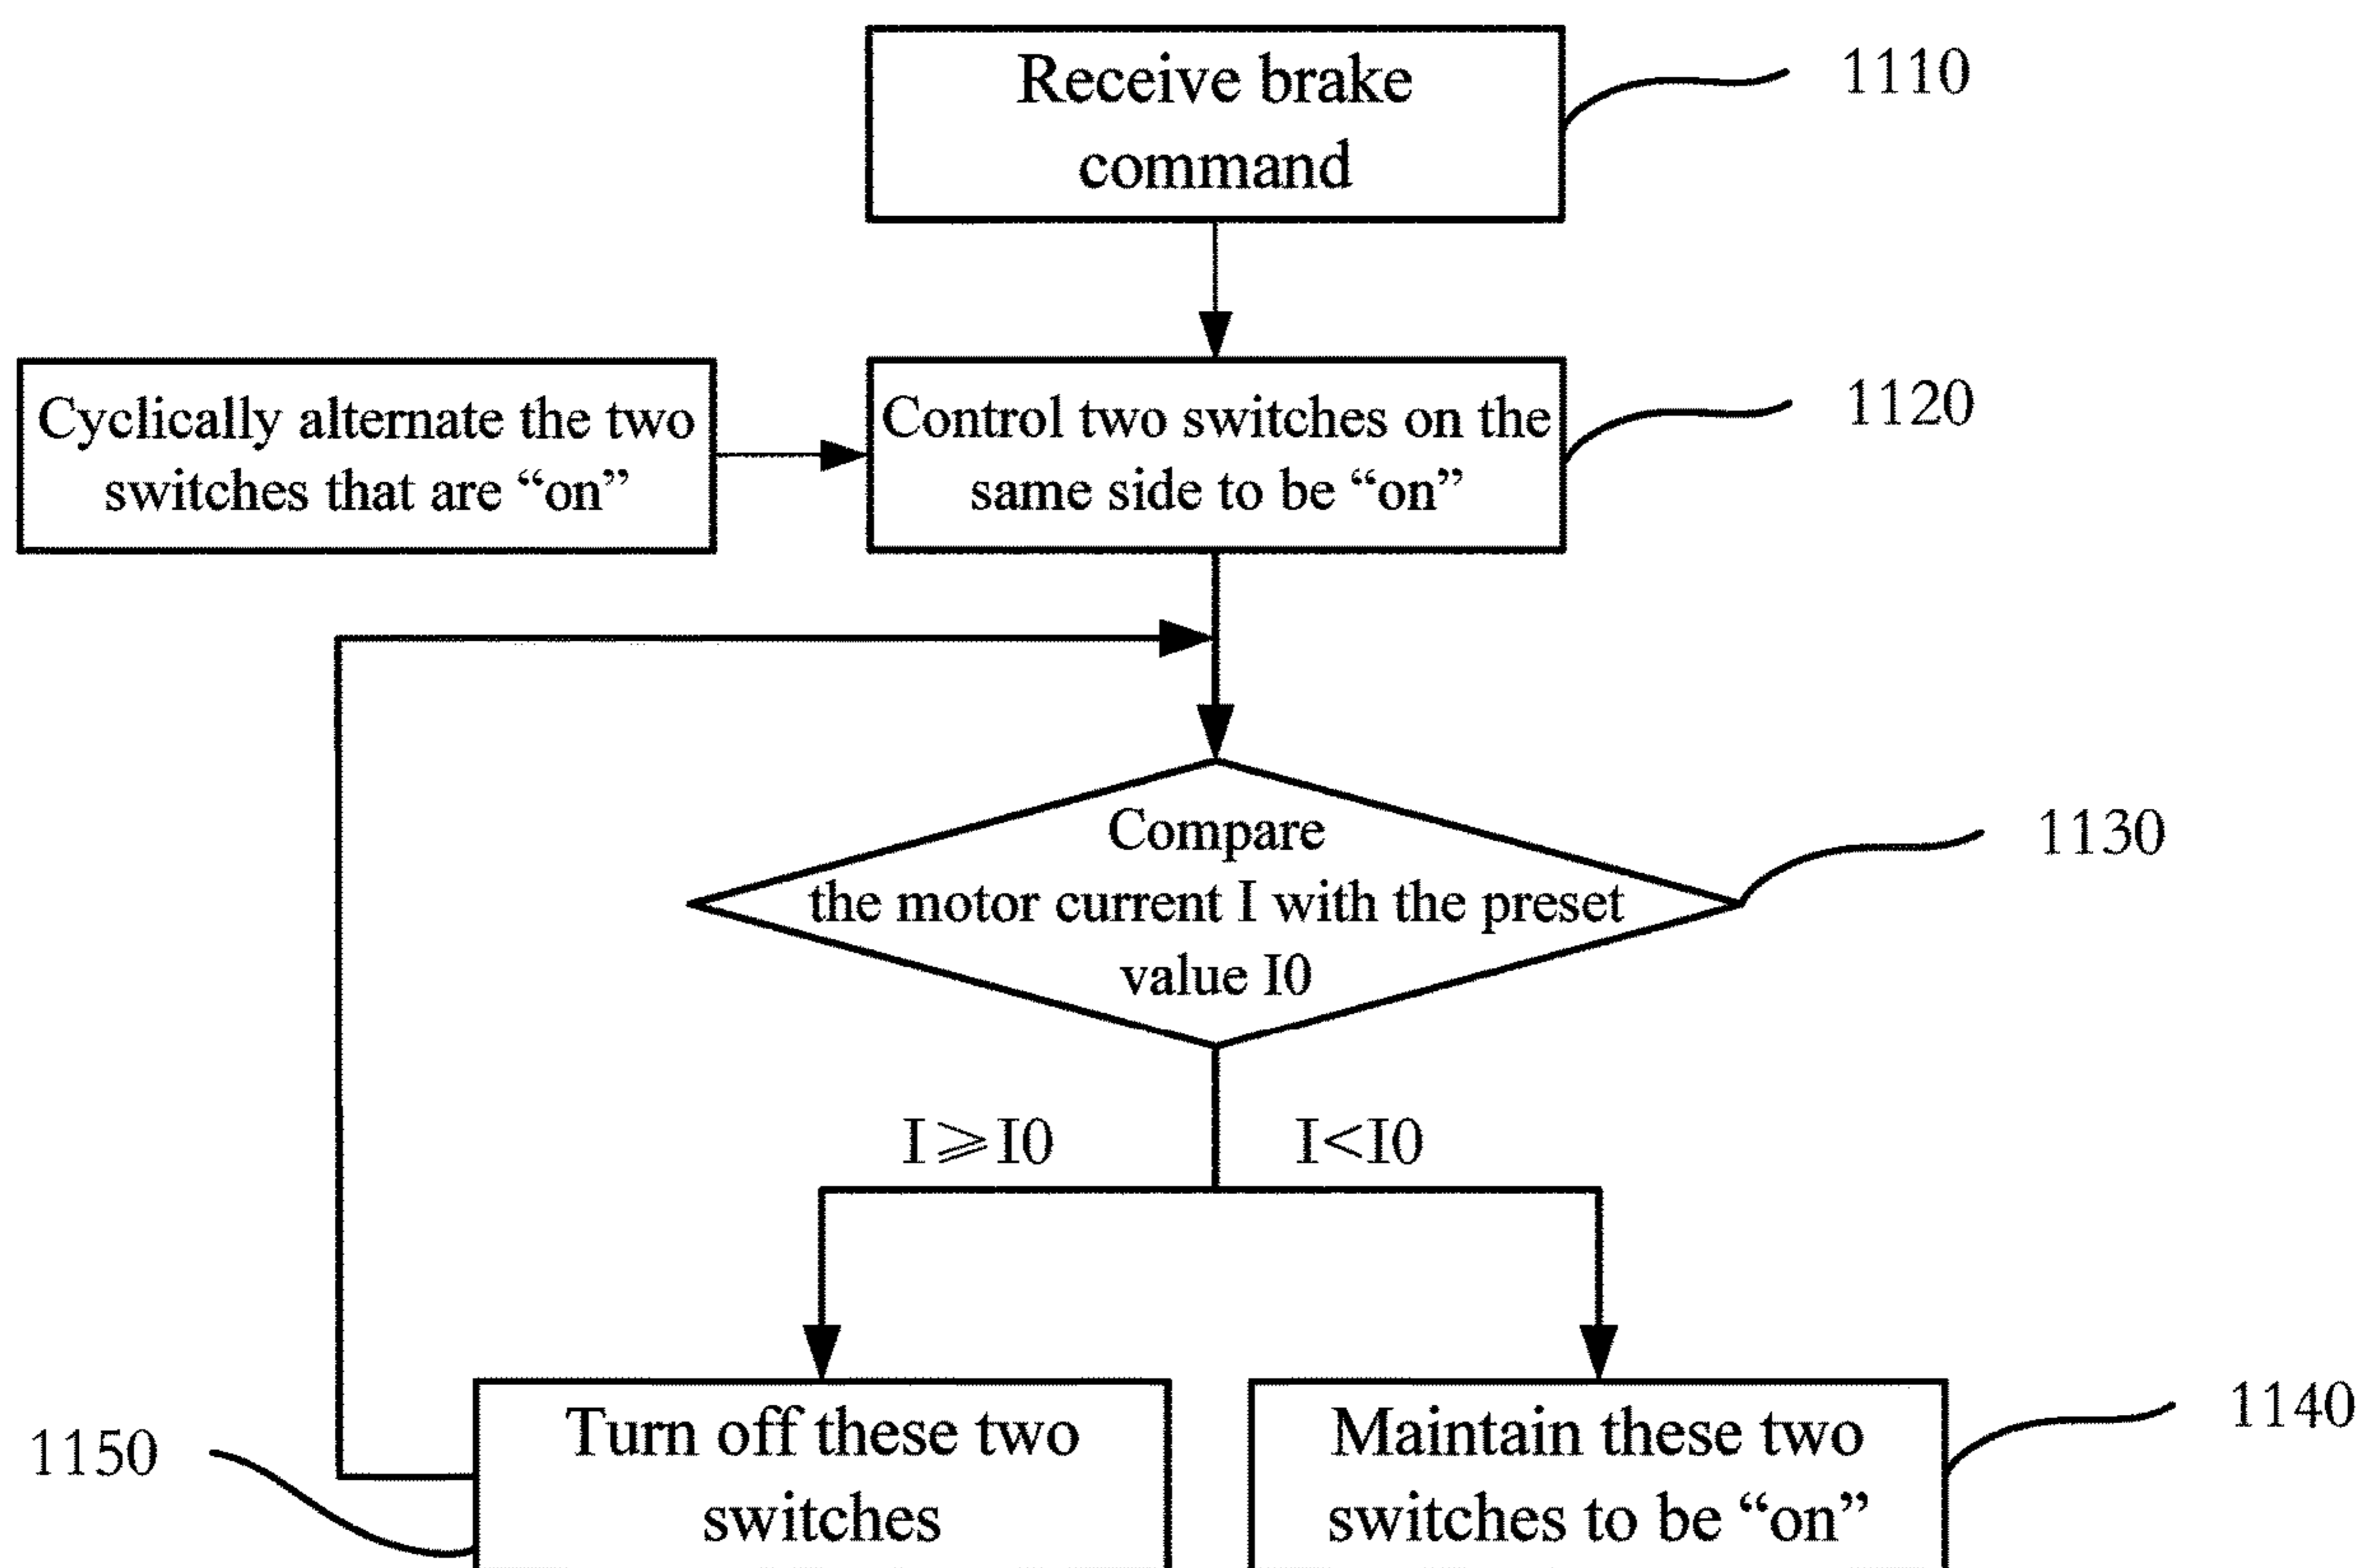 Receive brake
command
1110
Cyclically alternate the two
switches that are “on”
Control two switches on the
same side to be “on”
1120
Compare
the motor current I with the preset
value I0
1130
I⩾I0
I<I0
1150
Turn off these two
switches
Maintain these two
switches to be “on”
1140